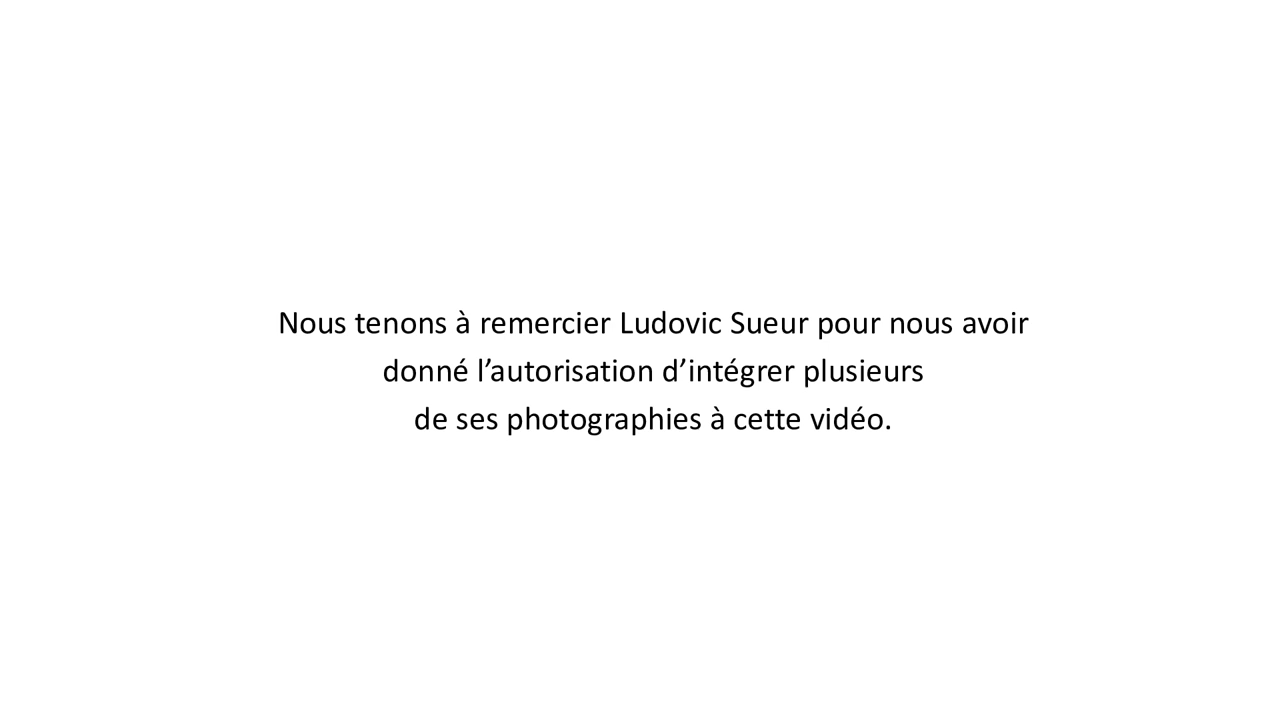 Nous tenons à remercier Ludovic Sueur pour nous avoir
donné l’autorisation d’intégrer plusieurs
de ses photographies à cette vidéo.